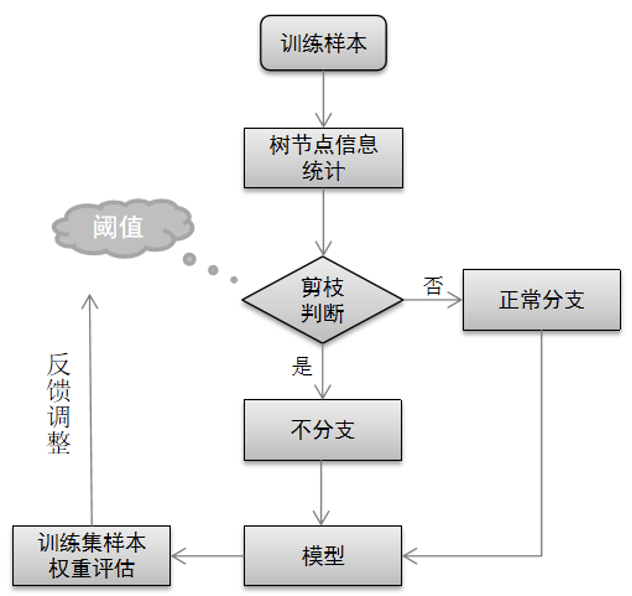 训练样本
树节点信息
统计
阈值
剪枝
判断
否
正常分支
是
不分支
反馈调整
训练集样本
权重评估
模型